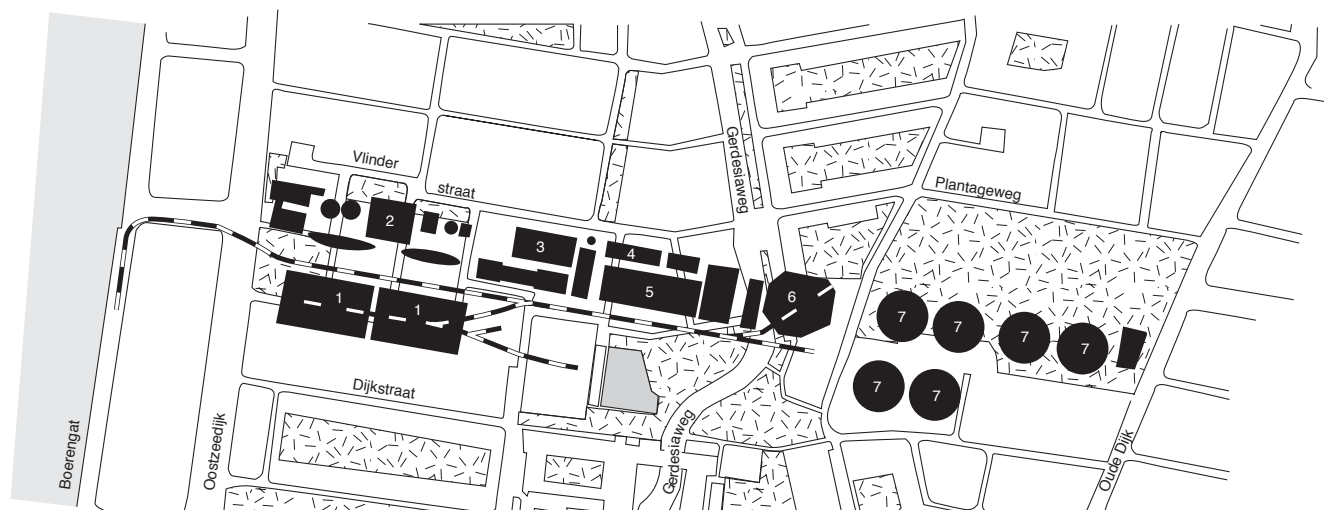 Vlinder
straat
Gerdesiaweg
Plantageweg
2
3
4
5
6
1
1
7
7
7
7
7
7
Dijkstraat
Boerengat
Oostzeedijk
Gerdesiaweg
Oude Dijk